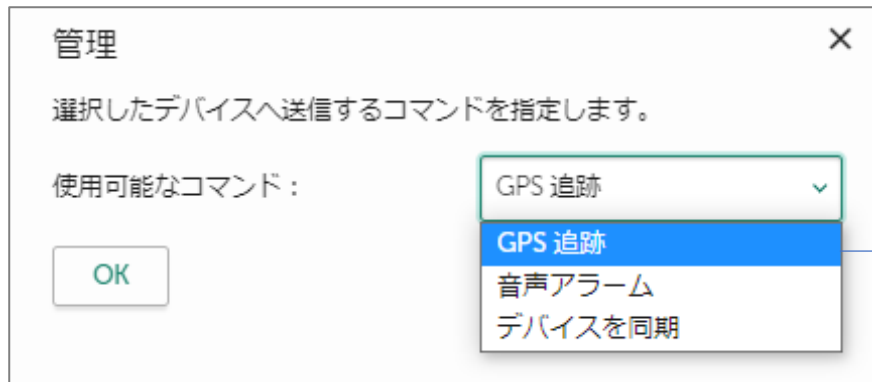 管理
選択したデバイスへ送信するコマンドを指定します。
使用可能なコマンド： GPS 追跡
GPS 追跡
OK
音声アラーム
デバイスを同期